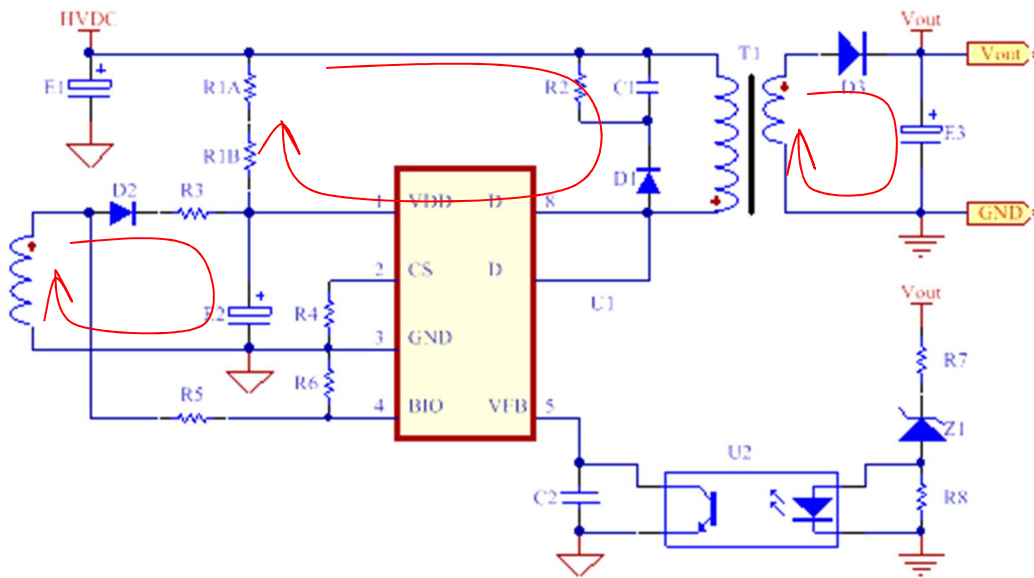 HVDC
Vout
T1
Vout
E1
R1A
R2
C1
D3
E3
R1B
D1
D2
R3
1
VDD
D
8
GND
2
CS
D
E2
R4
U1
Vout
3
GND
R6
R7
R5
4
BIO
VFB
5
Z1
U2
C2
R8